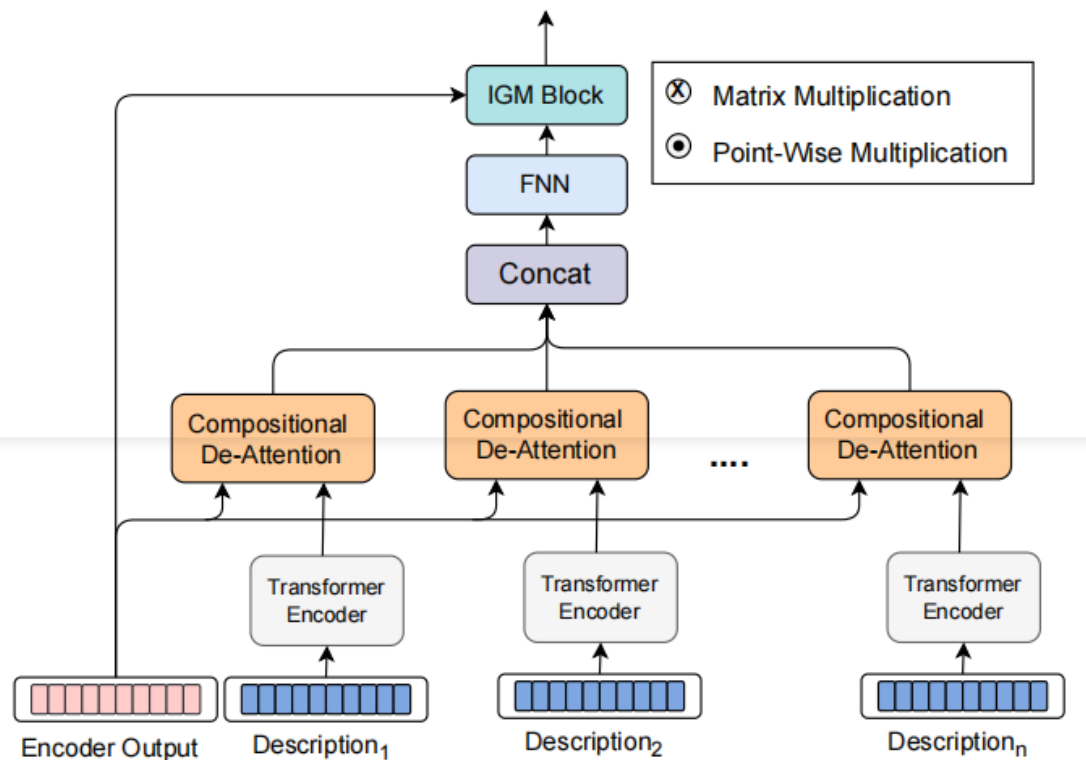 IGM Block
X Matrix Multiplication
Point-Wise Multiplication
FNN
Concat
Compositional
De-Attention
Compositional
De-Attention
....
Compositional
De-Attention
Transformer
Encoder
Transformer
Encoder
Transformer
Encoder
Encoder Output
Description₁
Description₂
Descriptionₙ